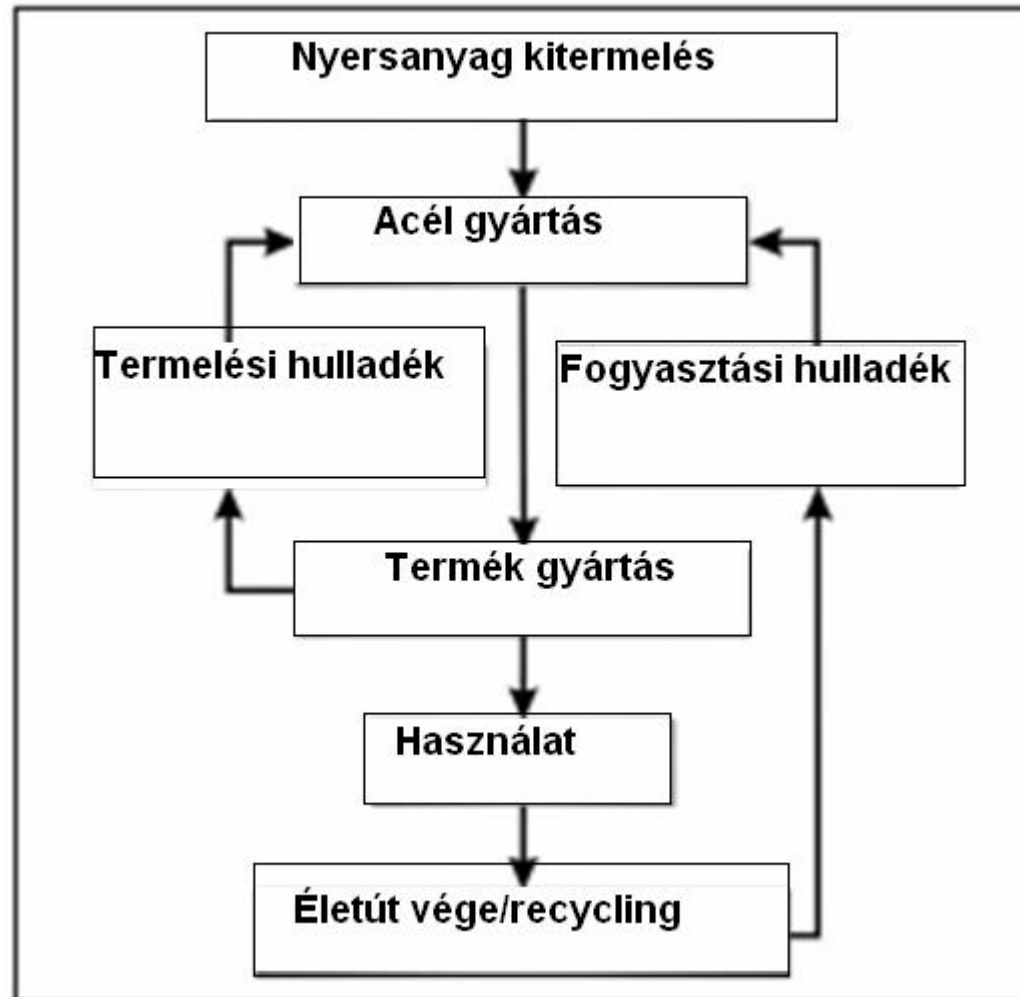 Nyersanyag kitermelés
Acél gyártás
Termelési hulladék
Fogyasztási hulladék
Termék gyártás
Használat
Életút vége/recycling